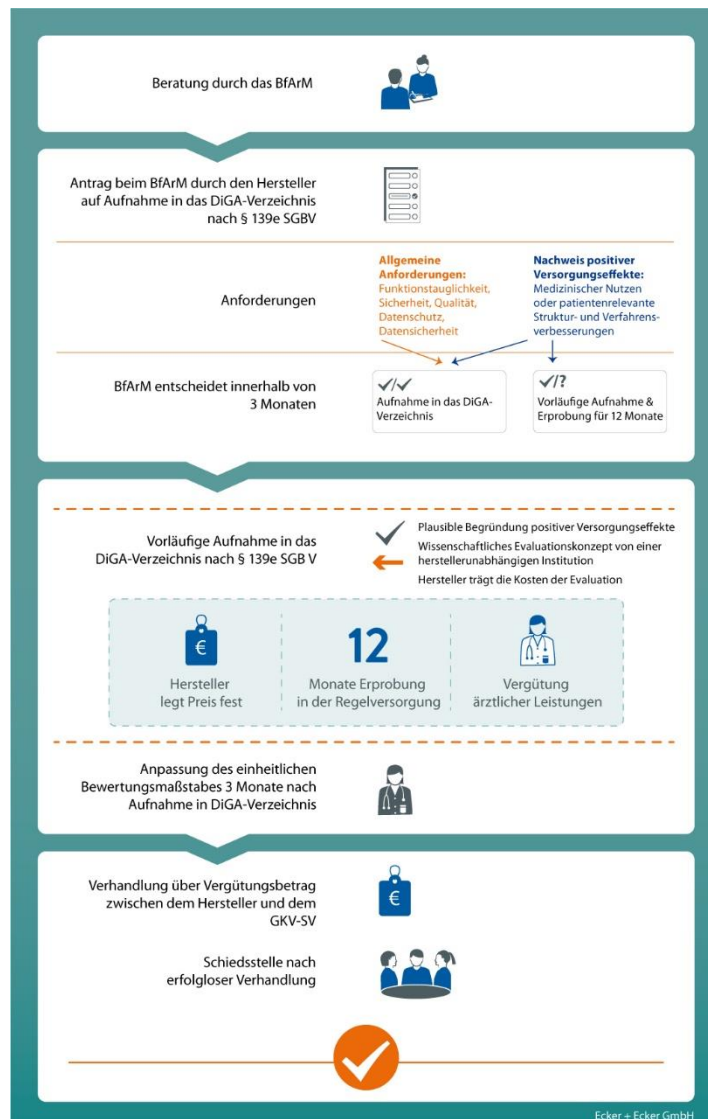 Beratung durch das BfArM
Antrag beim BfArM durch den Hersteller
auf Aufnahme in das DiGA-Verzeichnis
nach § 139e SGBV
Anforderungen
Allgemeine
Anforderungen:
Funktionstauglichkeit,
Sicherheit, Qualität,
Datenschutz,
Datensicherheit
Nachweis positiver
Versorgungseffekte:
Medizinischer Nutzen
oder patientenrelevante
Struktur- und Verfahrens-
verbesserungen
BfArM entscheidet innerhalb von
3 Monaten
✓/✓
Aufnahme in das DiGA-
Verzeichnis
✓/?
Vorläufige Aufnahme &
Erprobung für 12 Monate
Vorläufige Aufnahme in das
DiGA-Verzeichnis nach § 139e SGB V
Plausible Begründung positiver Versorgungseffekte
Wissenschaftliches Evaluationskonzept von einer
herstellerunabhängigen Institution
Hersteller trägt die Kosten der Evaluation
€
Hersteller
legt Preis fest
12
Monate Erprobung
in der Regelversorgung
Vergütung
ärztlicher Leistungen
Anpassung des einheitlichen
Bewertungsmaßstabes 3 Monate nach
Aufnahme in DiGA-Verzeichnis
Verhandlung über Vergütungsbetrag
zwischen dem Hersteller und dem
GKV-SV
€
Schiedsstelle nach
erfolgloser Verhandlung
Ecker + Ecker GmbH